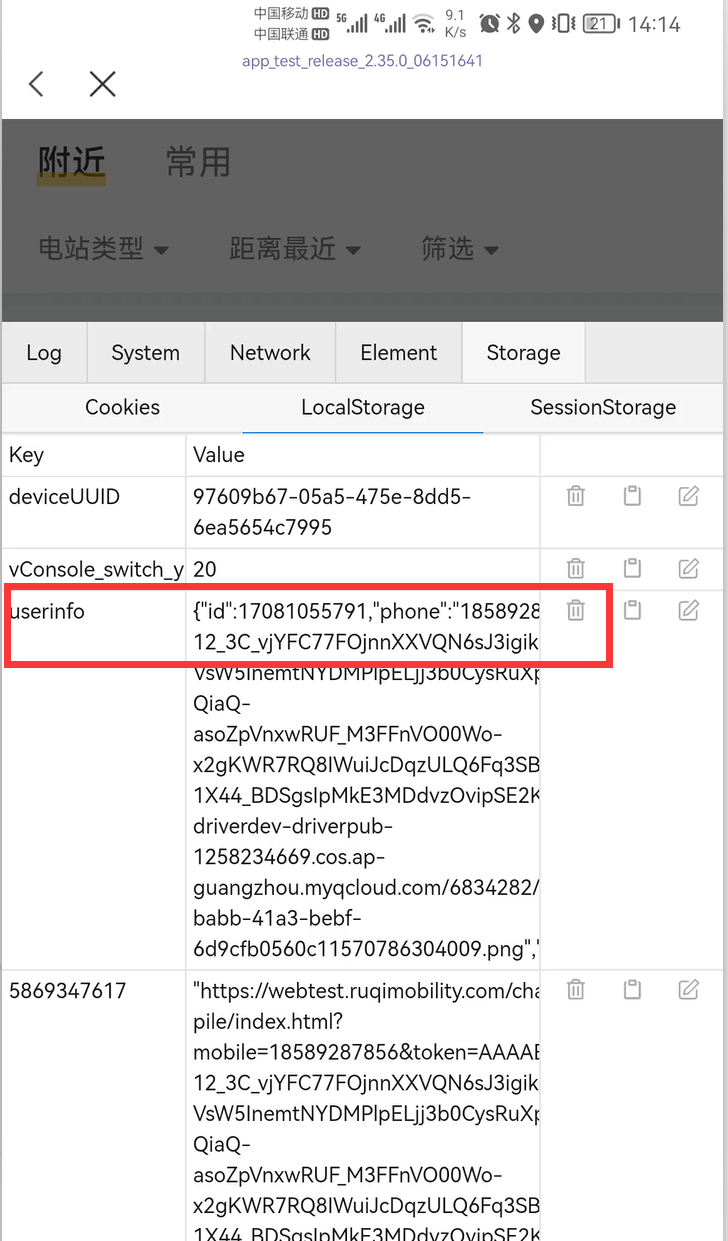 中国移动 HD 5G 4G 9.1 K/s 21 14:14
中国联通 HD
app_test_release_2.35.0_06151641
附近 常用
电站类型 距离最近 筛选
Log System Network Element Storage
Cookies LocalStorage SessionStorage
Key Value
deviceUUID 97609b67-05a5-475e-8dd5-
6ea5654c7995
vConsole_switch_y 20
userinfo {"id":17081055791,"phone":"1858928
12_3C_vjYFC77FOjnnXXVQN6sJ3igik
VsW5InemtNYDMPlpELjj3b0CysRuXp
QiaQ-
asoZpVnxwRUF_M3FFnVO00Wo-
x2gKWR7RQ8IWuiJcDqzULQ6Fq3SB
1X44_BDSgsIpMkE3MDdvzOvipSE2K
driverdev-driverpub-
1258234669.cos.ap-
guangzhou.myqcloud.com/6834282/
babb-41a3-bebf-
6d9cfb0560c11570786304009.png","
5869347617 "https://webtest.ruqimobility.com/cha
pile/index.html?
mobile=18589287856&token=AAAAE
12_3C_vjYFC77FOjnnXXVQN6sJ3igik
VsW5InemtNYDMPlpELjj3b0CysRuXp
QiaQ-
asoZpVnxwRUF_M3FFnVO00Wo-
x2gKWR7RQ8IWuiJcDqzULQ6Fq3SB
1X44_BDSgsIpMkE3MDdvzOvipSE2K